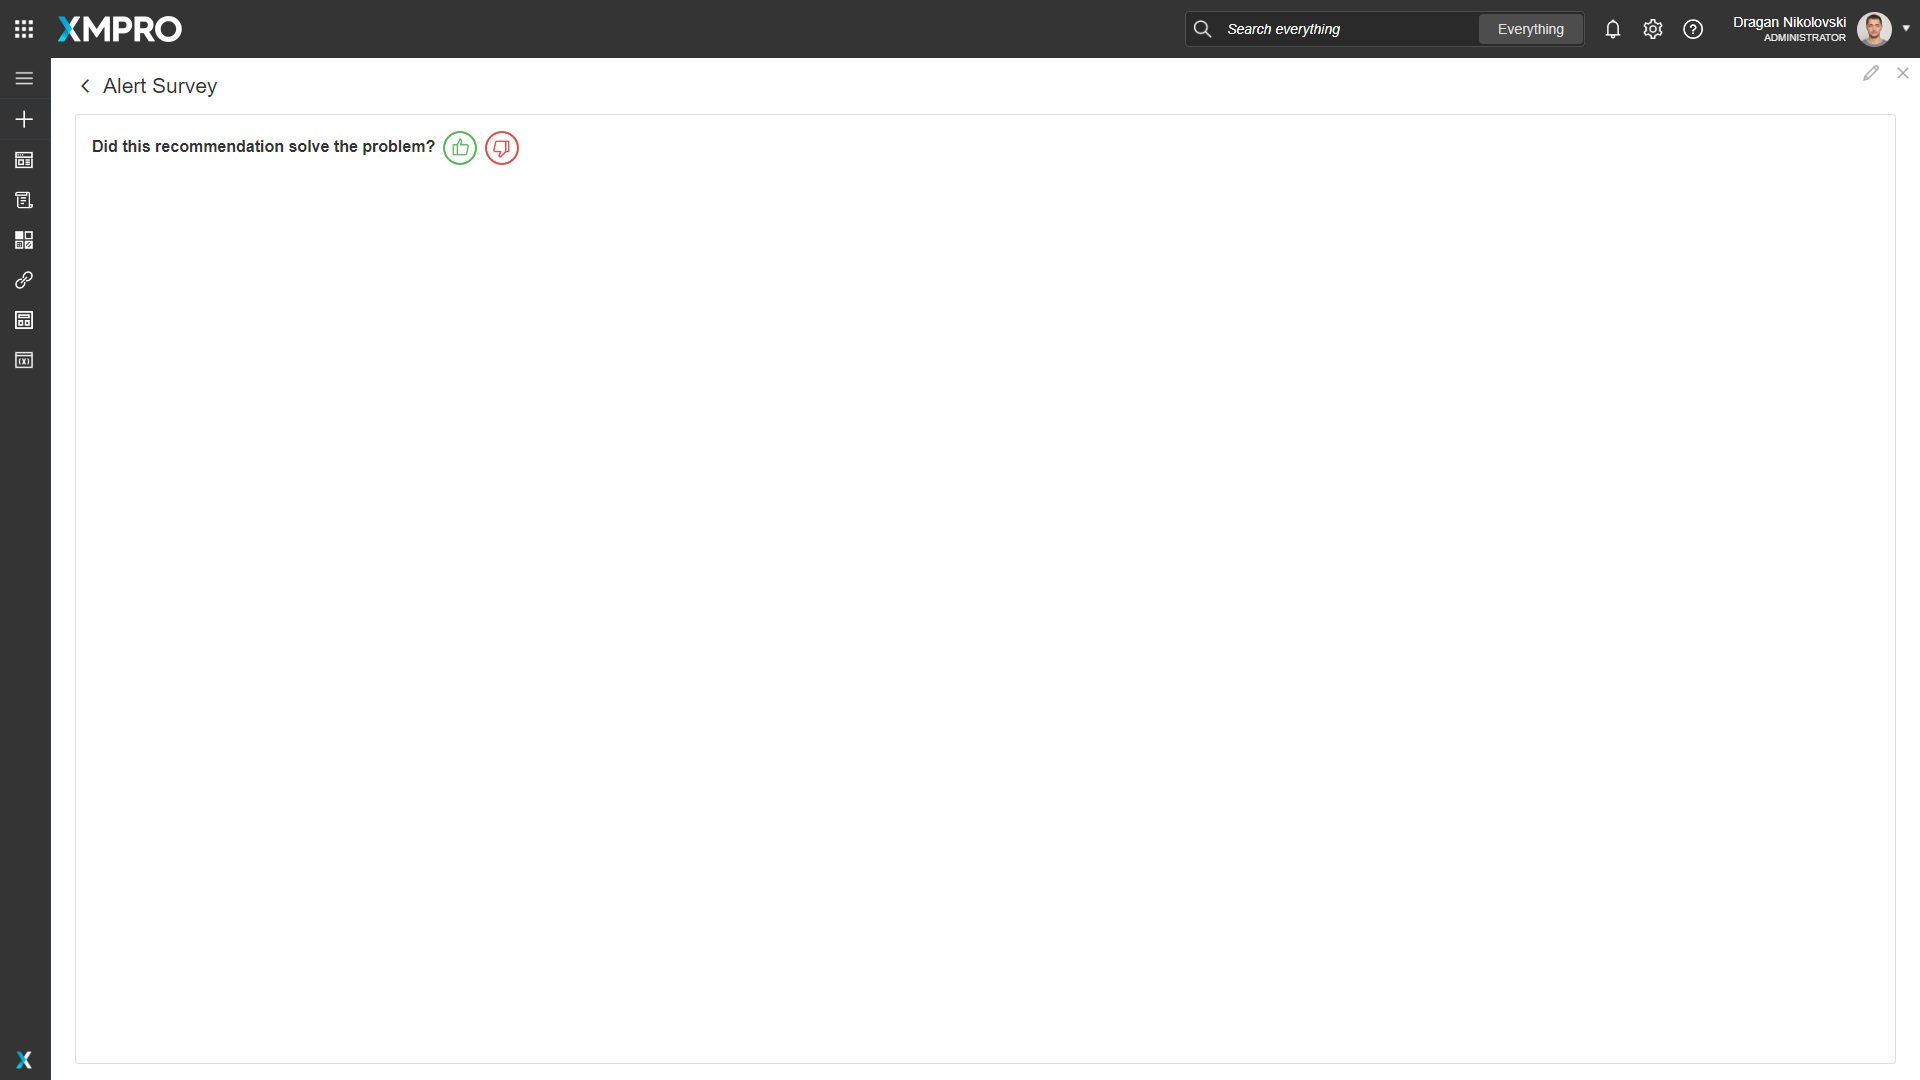 XMPRO
Search everything
Everything
Dragan Nikolovski
ADMINISTRATOR
Alert Survey
Did this recommendation solve the problem?